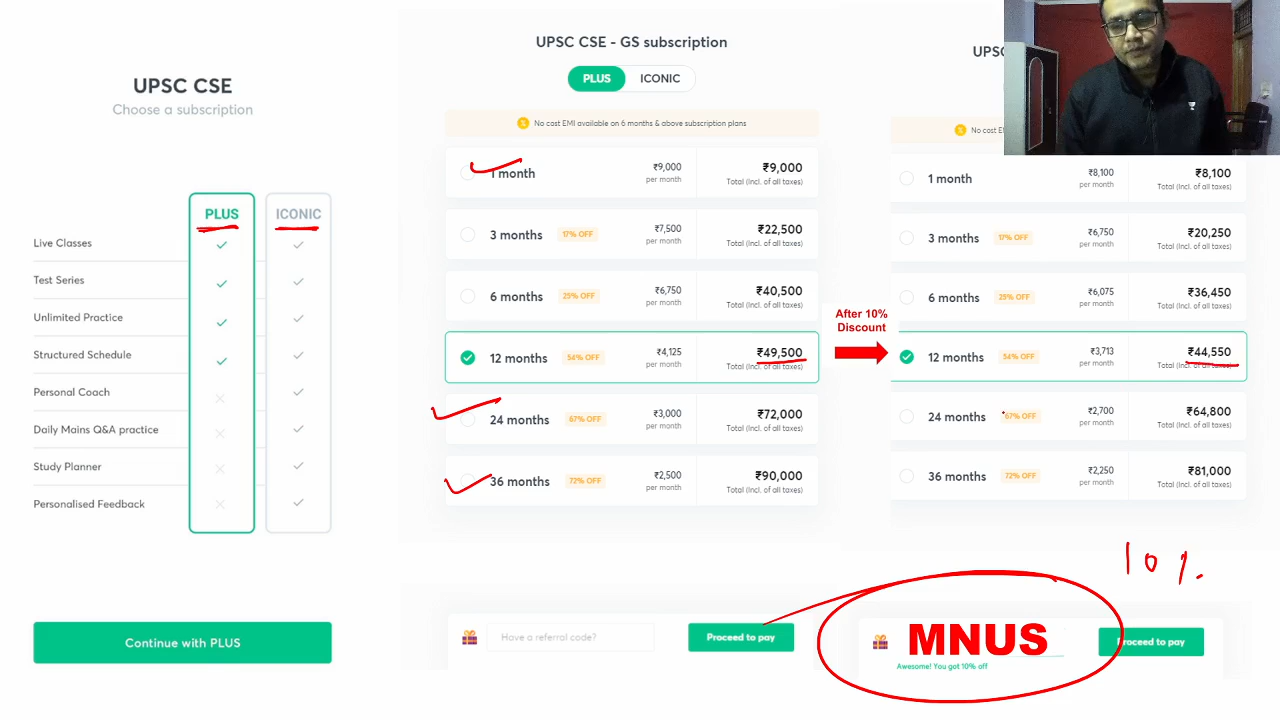 UPSC CSE
Choose a subscription
PLUS
ICONIC
Live Classes
Test Series
Unlimited Practice
Structured Schedule
Personal Coach
Daily Mains Q&A practice
Study Planner
Personalised Feedback
Continue with PLUS
UPSC CSE - GS subscription
PLUS
ICONIC
No cost EMI available on 6 months & above subscription plans
1 month
₹9,000
per month
₹9,000
Total (Incl. of all taxes)
3 months
17% OFF
₹7,500
per month
₹22,500
Total (Incl. of all taxes)
6 months
25% OFF
₹6,750
per month
₹40,500
Total (Incl. of all taxes)
12 months
54% OFF
₹4,125
per month
₹49,500
Total (Incl. of all taxes)
24 months
67% OFF
₹3,000
per month
₹72,000
Total (Incl. of all taxes)
36 months
72% OFF
₹2,500
per month
₹90,000
Total (Incl. of all taxes)
Have a referral code?
Proceed to pay
After 10%
Discount
UPSC
No cost EMI
1 month
₹8,100
per month
₹8,100
Total (Incl. of all taxes)
3 months
17% OFF
₹6,750
per month
₹20,250
Total (Incl. of all taxes)
6 months
25% OFF
₹6,075
per month
₹36,450
Total (Incl. of all taxes)
12 months
54% OFF
₹3,713
per month
₹44,550
Total (Incl. of all taxes)
24 months
67% OFF
₹2,700
per month
₹64,800
Total (Incl. of all taxes)
36 months
72% OFF
₹2,250
per month
₹81,000
Total (Incl. of all taxes)
10 %
MNUS
Awesome! You got 10% off
Proceed to pay